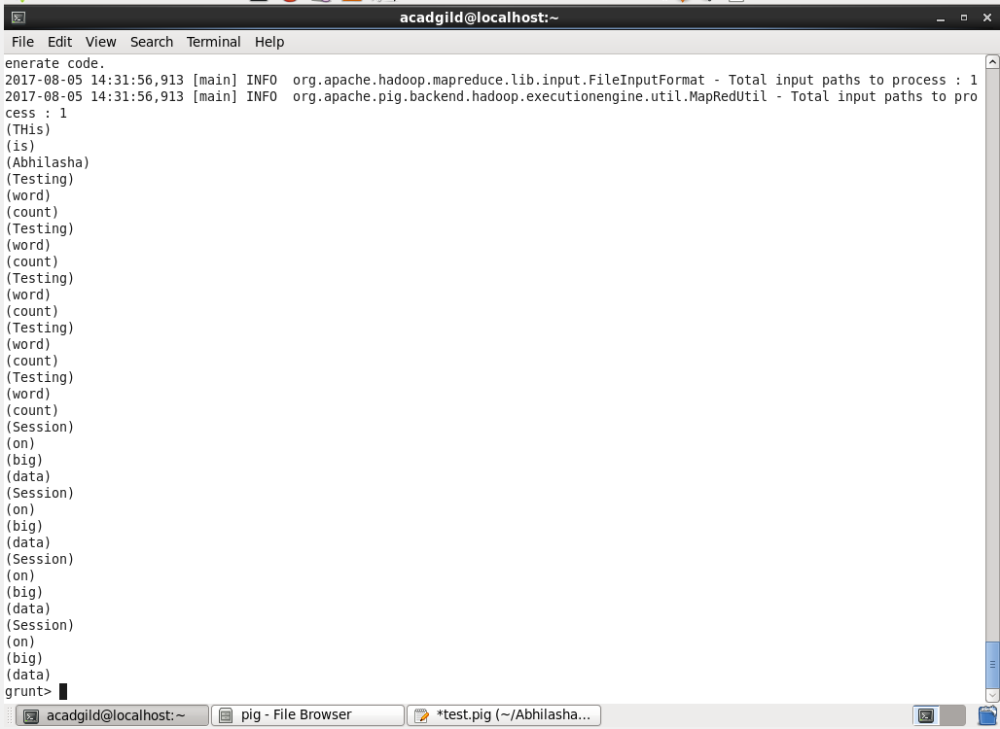 acadgild@localhost:~
File Edit View Search Terminal Help
enerate code.
2017-08-05 14:31:56,913 [main] INFO  org.apache.hadoop.mapreduce.lib.input.FileInputFormat - Total input paths to process : 1
2017-08-05 14:31:56,913 [main] INFO  org.apache.pig.backend.hadoop.executionengine.util.MapRedUtil - Total input paths to pro
cess : 1
(THis)
(is)
(Abhilasha)
(Testing)
(word)
(count)
(Testing)
(word)
(count)
(Testing)
(word)
(count)
(Testing)
(word)
(count)
(Testing)
(word)
(count)
(Session)
(on)
(big)
(data)
(Session)
(on)
(big)
(data)
(Session)
(on)
(big)
(data)
(Session)
(on)
(big)
(data)
grunt>
acadgild@localhost:~ pig - File Browser *test.pig (~/Abhilasha...